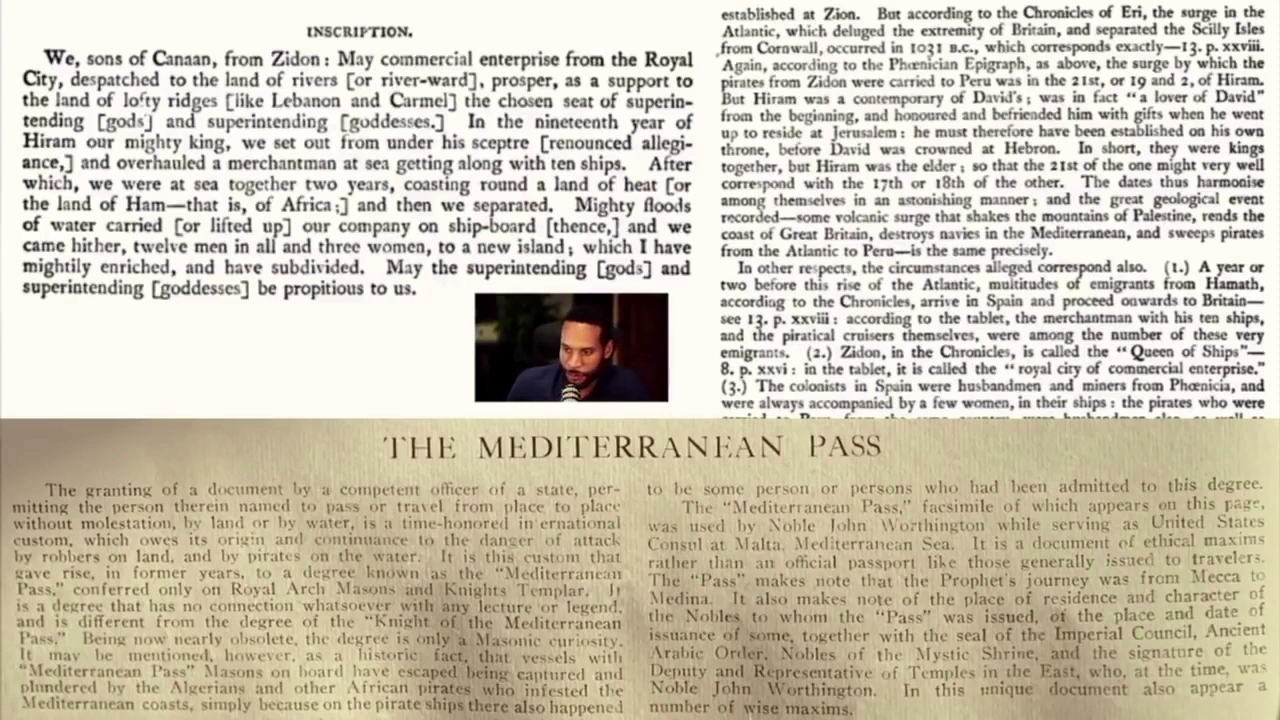 INSCRIPTION.
We, sons of Canaan, from Zidon : May commercial enterprise from the Royal
City, despatched to the land of rivers [or river-ward], prosper, as a support to
the land of lofty ridges [like Lebanon and Carmel] the chosen seat of superin-
tending [gods] and superintending [goddesses.] In the nineteenth year of
Hiram our mighty king, we set out from under his sceptre [renounced allegi-
ance,] and overhauled a merchantman at sea getting along with ten ships. After
which, we were at sea together two years, coasting round a land of heat [or
the land of Ham—that is, of Africa ;] and then we separated. Mighty floods
of water carried [or lifted up] our company on ship-board [thence,] and we
came hither, twelve men in all and three women, to a new island ; which I have
mightily enriched, and have subdivided. May the superintending [gods] and
superintending [goddesses] be propitious to us.
established at Zion. But according to the Chronicles of Eri, the surge in the
Atlantic, which deluged the extremity of Britain, and separated the Scilly Isles
from Cornwall, occurred in 1031 B.C., which corresponds exactly—13. p. xxviii.
Again, according to the Phœnician Epigraph, as above, the surge by which the
pirates from Zidon were carried to Peru was in the 21st, or 19 and 2, of Hiram.
But Hiram was a contemporary of David's ; was in fact "a lover of David"
from the beginning, and honoured and befriended him with gifts when he went
up to reside at Jerusalem : he must therefore have been established on his own
throne, before David was crowned at Hebron. In short, they were kings
together, but Hiram was the elder ; so that the 21st of the one might very well
correspond with the 17th or 18th of the other. The dates thus harmonise
among themselves in an astonishing manner ; and the great geological event
recorded—some volcanic surge that shakes the mountains of Palestine, rends the
coast of Great Britain, destroys navies in the Mediterranean, and sweeps pirates
from the Atlantic to Peru—is the same precisely.
In other respects, the circumstances alleged correspond also. (1.) A year or
two before this rise of the Atlantic, multitudes of emigrants from Hamath,
according to the Chronicles, arrive in Spain and proceed onwards to Britain—
see 13. p. xxviii : according to the tablet, the merchantman with his ten ships,
and the piratical cruisers themselves, were among the number of these very
emigrants. (2.) Zidon, in the Chronicles, is called the "Queen of Ships"—
8. p. xxvi : in the tablet, it is called the "royal city of commercial enterprise."
(3.) The colonists in Spain were husbandmen and miners from Phœnicia, and
were always accompanied by a few women, in their ships : the pirates who were
THE MEDITERRANEAN PASS
The granting of a document by a competent officer of a state, per-
mitting the person therein named to pass or travel from place to place
without molestation, by land or by water, is a time-honored international
custom, which owes its origin and continuance to the danger of attack
by robbers on land, and by pirates on the water. It is this custom that
gave rise, in former years, to a degree known as the "Mediterranean
Pass," conferred only on Royal Arch Masons and Knights Templar. It
is a degree that has no connection whatsoever with any lecture or legend,
and is different from the degree of the "Knight of the Mediterranean
Pass." Being now nearly obsolete, the degree is only a Masonic curiosity.
It may be mentioned, however, as a historic fact, that vessels with
"Mediterranean Pass" Masons on board have escaped being captured and
plundered by the Algerians and other African pirates who infested the
Mediterranean coasts, simply because on the pirate ships there also happened
to be some person or persons who had been admitted to this degree.
The "Mediterranean Pass," facsimile of which appears on this page,
was used by Noble John Worthington while serving as United States
Consul at Malta, Mediterranean Sea. It is a document of ethical maxims
rather than an official passport like those generally issued to travelers.
The "Pass" makes note that the Prophet's journey was from Mecca to
Medina. It also makes note of the place of residence and character of
the Nobles to whom the "Pass" was issued, of the place and date of
issuance of some, together with the seal of the Imperial Council, Ancient
Arabic Order, Nobles of the Mystic Shrine, and the signature of the
Deputy and Representative of Temples in the East, who, at the time, was
Noble John Worthington. In this unique document also appear a
number of wise maxims.